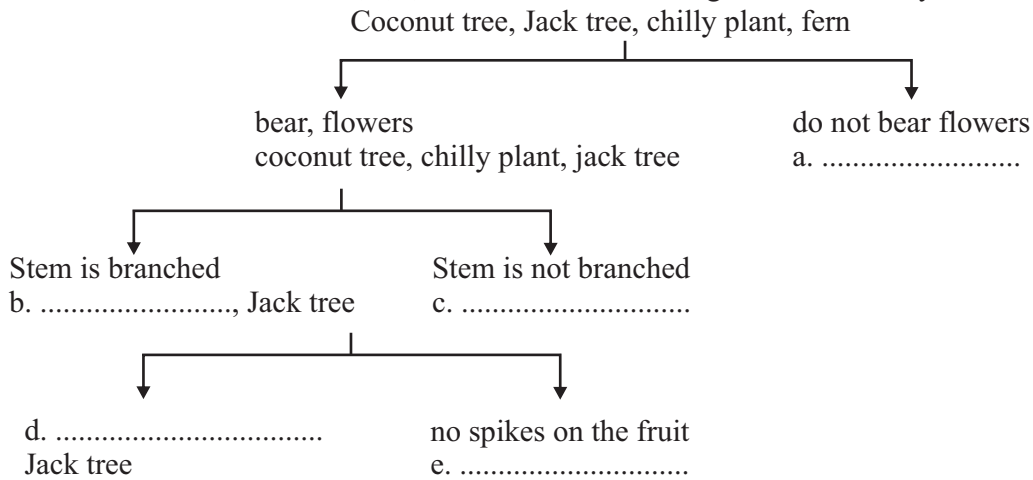 Coconut tree, Jack tree, chilly plant, fern
bear, flowers
coconut tree, chilly plant, jack tree
do not bear flowers
a. ..........................
Stem is branched
b. ........................., Jack tree
Stem is not branched
c. ..............................
d. ...................................
Jack tree
no spikes on the fruit
e. ..............................